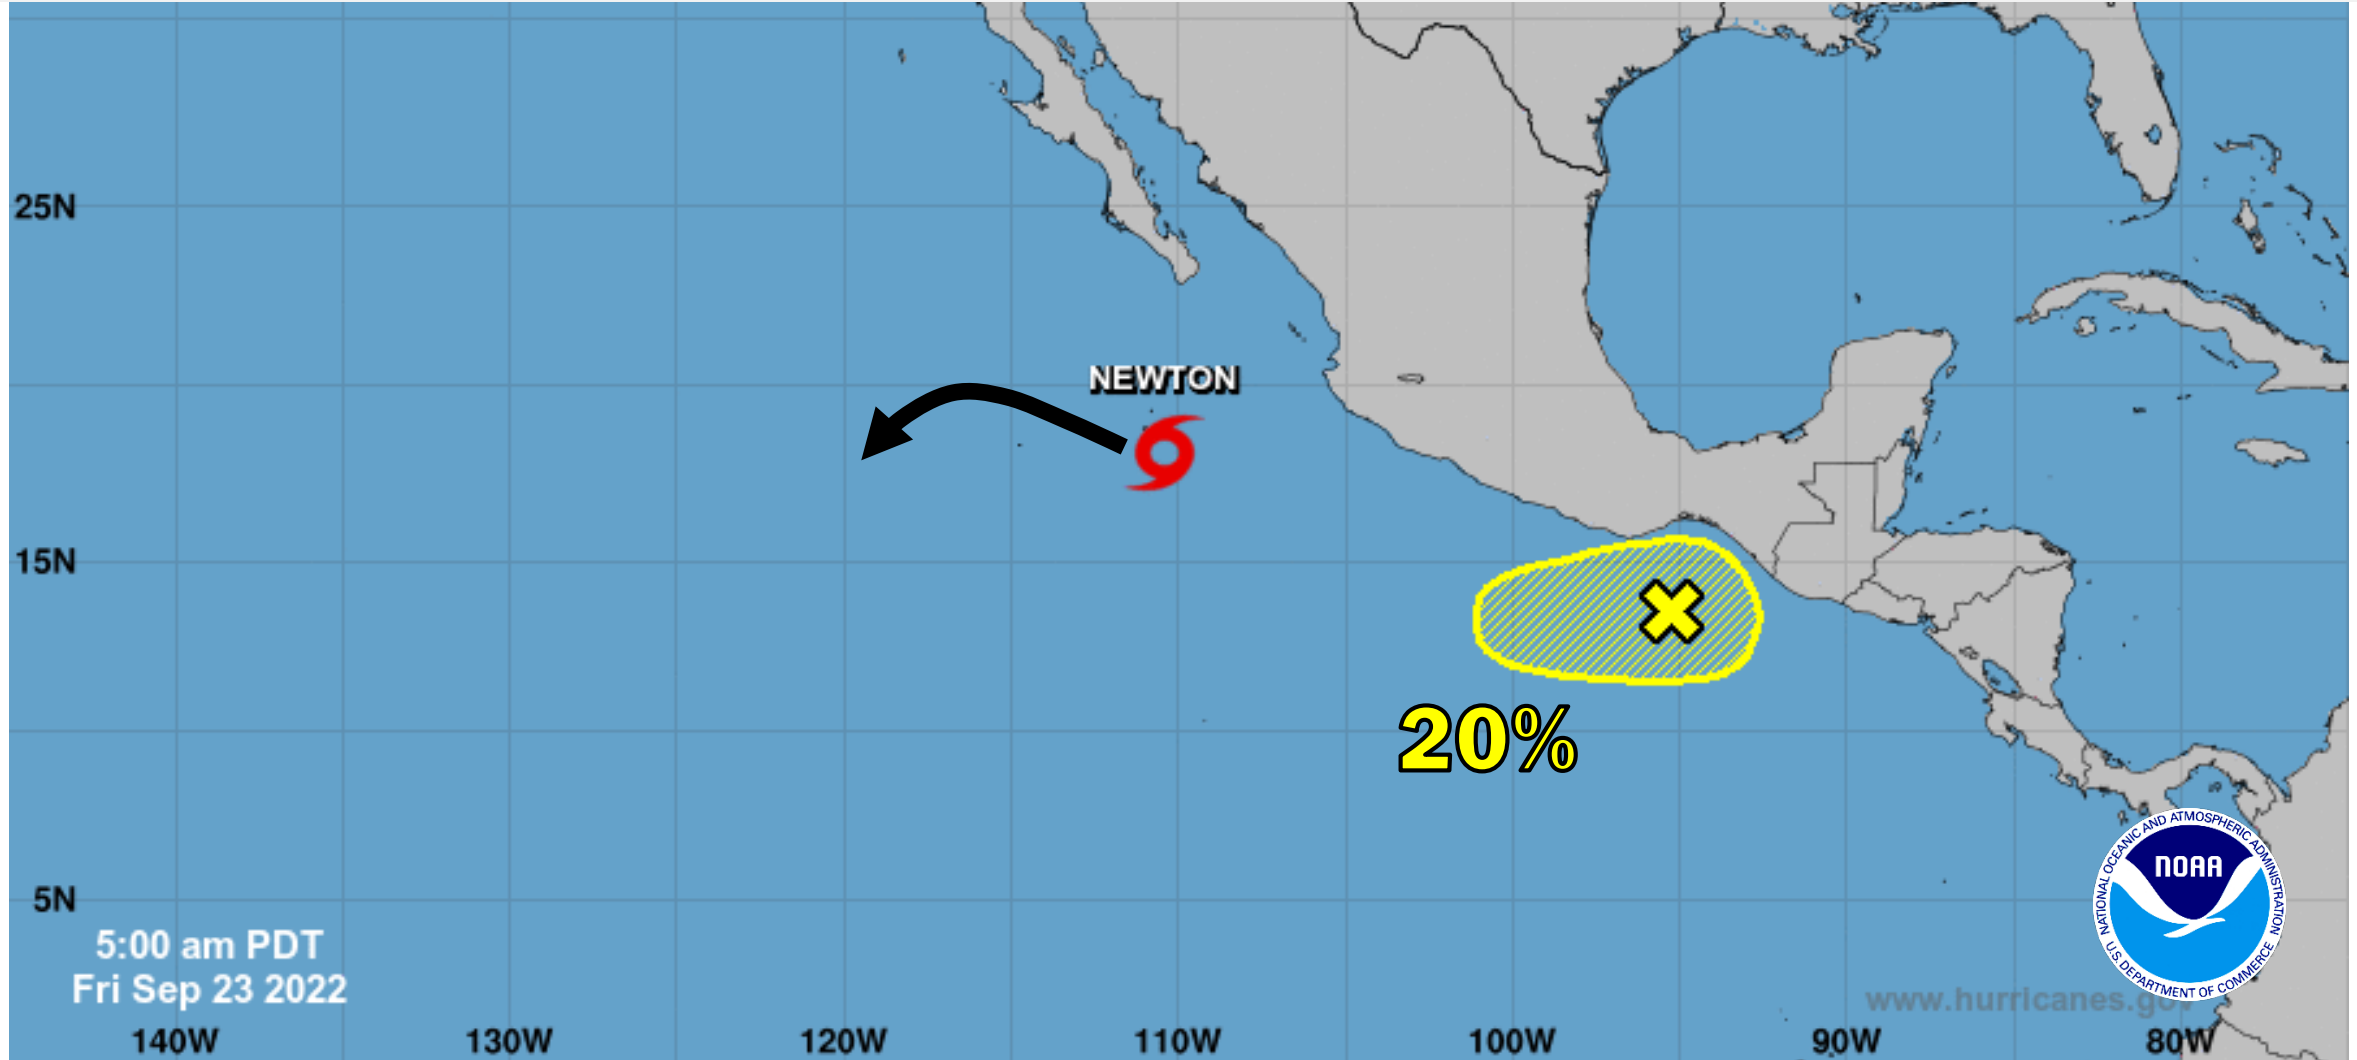 25N
NEWTON
15N
20%
NOAA
NATIONAL OCEANIC AND ATMOSPHERIC ADMINISTRATION
U.S. DEPARTMENT OF COMMERCE
5N
5:00 am PDT
Fri Sep 23 2022
www.hurricanes.gov
140W 130W 120W 110W 100W 90W 80W